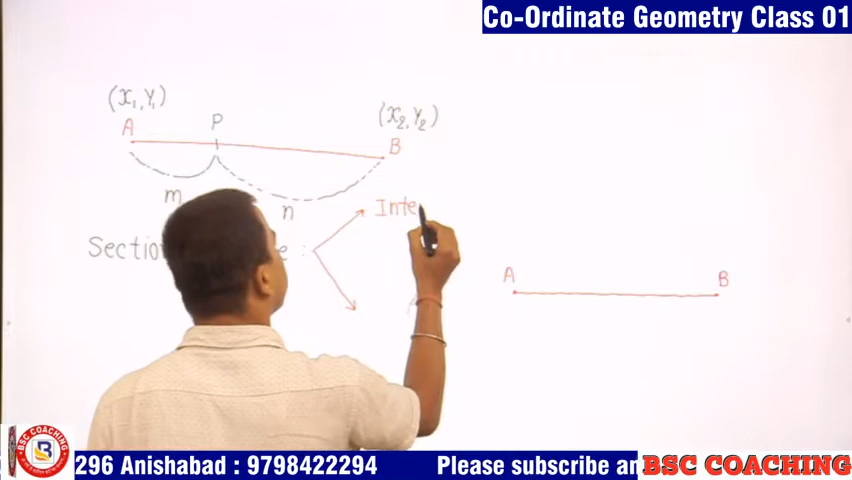 Co-Ordinate Geometry Class 01
(X₁,Y₁)
A
P
(X₂,Y₂)
B
m
n
Inte
A
B
BSC COACHING
296 Anishabad : 9798422294
Please subscribe an
BSC COACHING